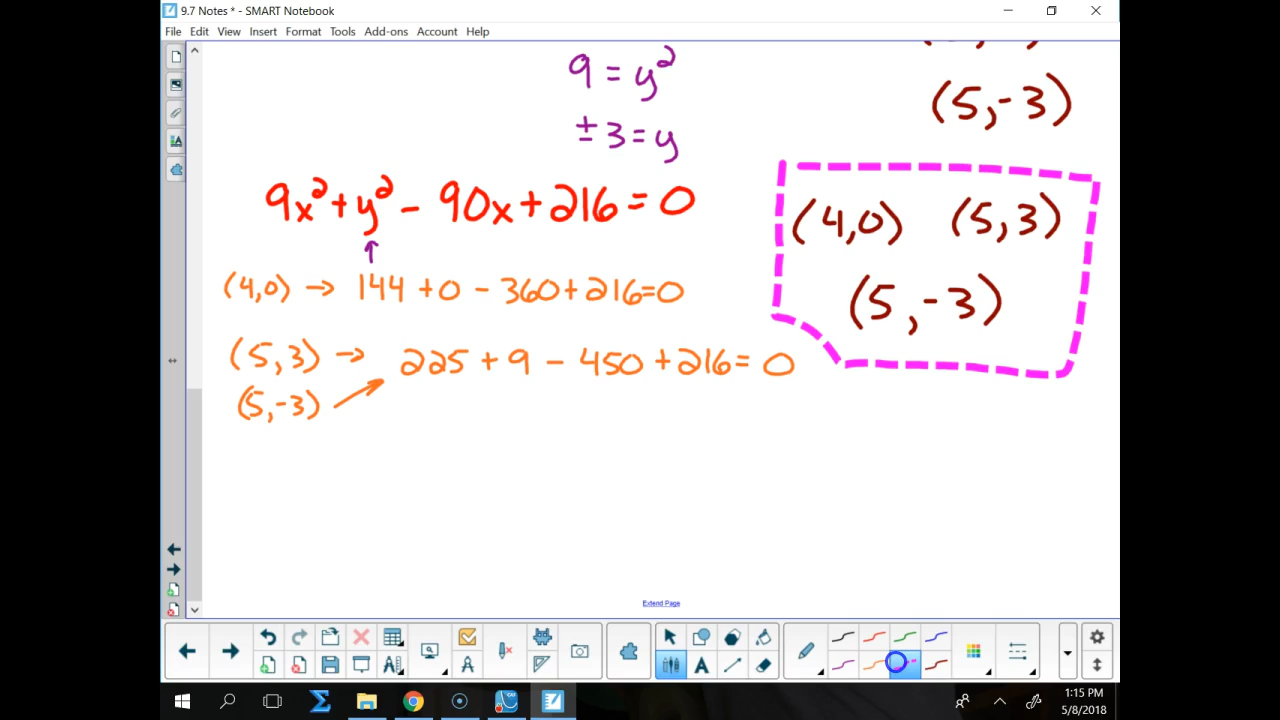 9.7 Notes * - SMART Notebook
File Edit View Insert Format Tools Add-ons Account Help
9 = y²
± 3 = y
(5,-3)
9x² + y² - 90x + 216 = 0
(4,0) (5,3)
(5,-3)
(4,0) → 144 + 0 - 360 + 216 = 0
(5,3) → 225 + 9 - 450 + 216 = 0
(5,-3)
Extend Page
1:15 PM
5/8/2018